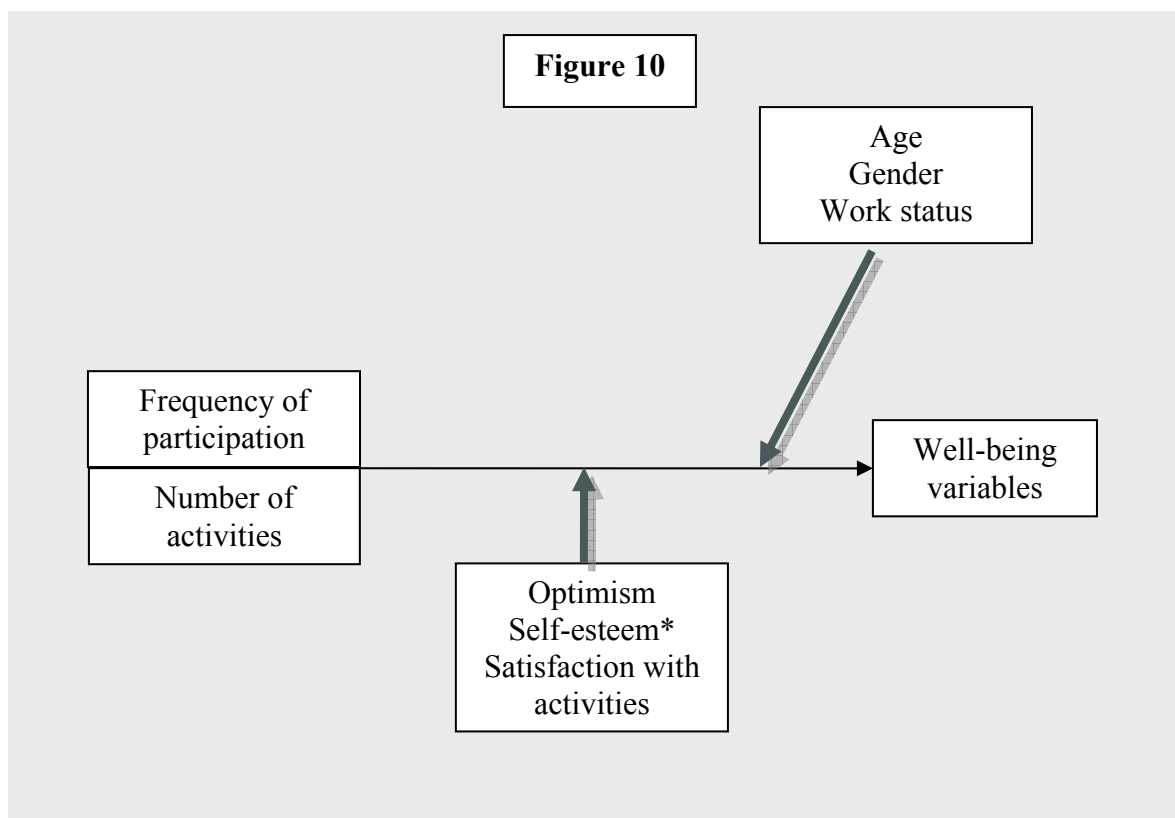 Figure 10
Age
Gender
Work status
Frequency of
participation
Number of
activities
Well-being
variables
Optimism
Self-esteem*
Satisfaction with
activities